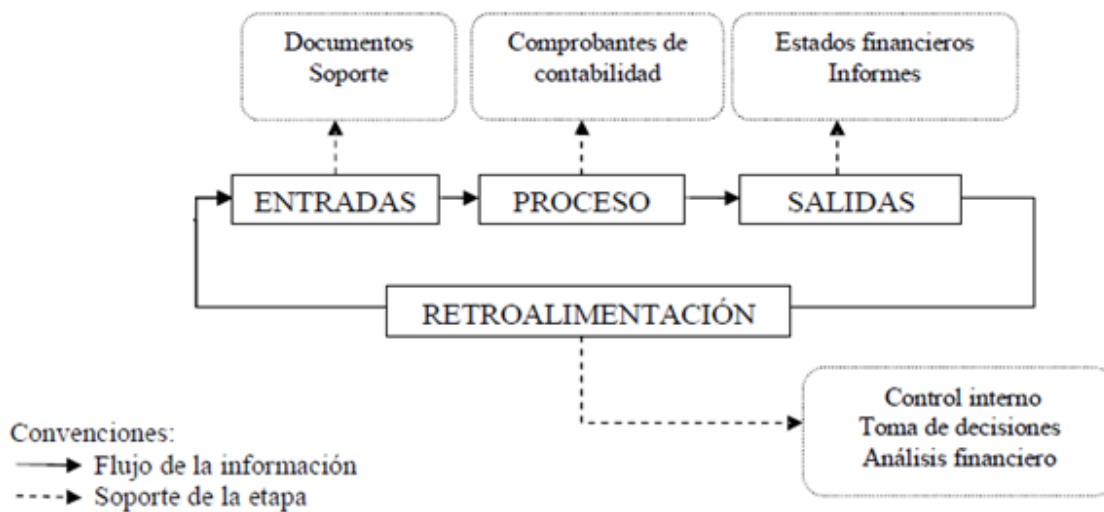 Documentos
Soporte
Comprobantes de
contabilidad
Estados financieros
Informes
ENTRADAS
PROCESO
SALIDAS
RETROALIMENTACIÓN
Control interno
Toma de decisiones
Análisis financiero
Convenciones:
Flujo de la información
Soporte de la etapa